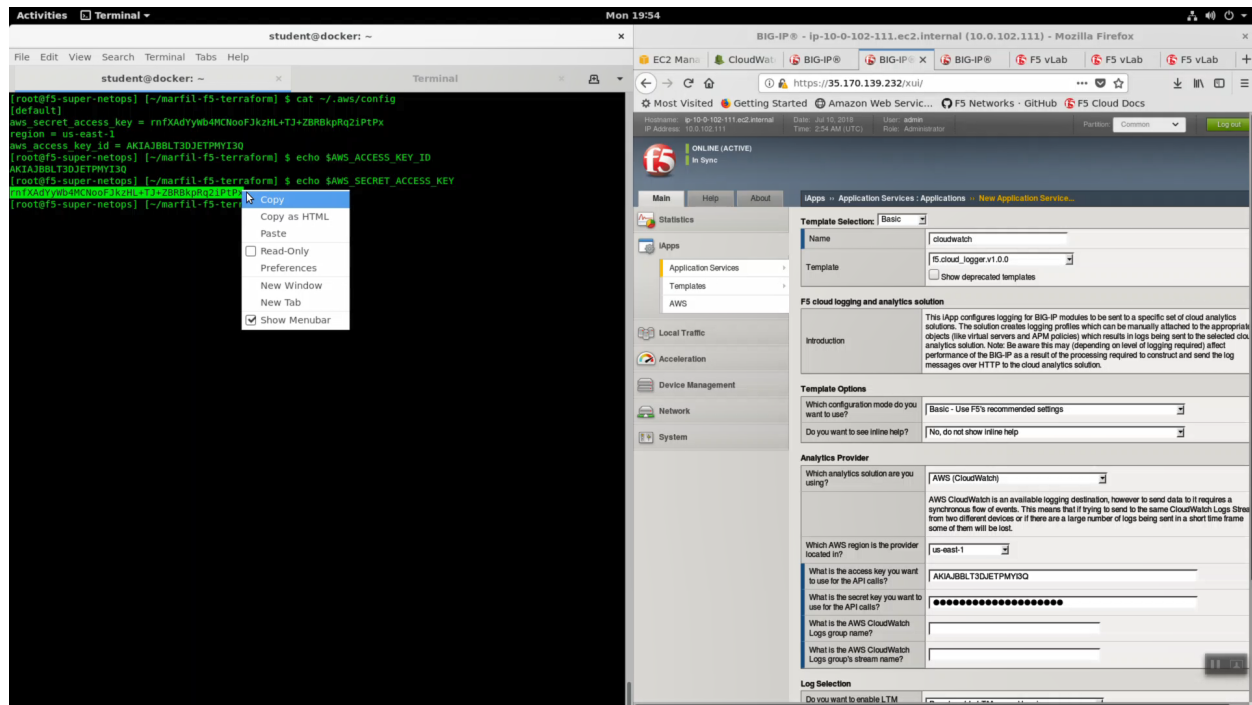 Activities Terminal Mon 19:54
student@docker: ~
File Edit View Search Terminal Tabs Help
student@docker: ~ Terminal
[root@f5-super-netops] [~/marfil-f5-terraform] $ cat ~/.aws/config
[default]
aws_secret_access_key = rnfXAdYyWb4MCNooFJkzHL+TJ+ZBRBkpRq2iPtPx
region = us-east-1
aws_access_key_id = AKIAJBBLT3DJETPMYI3Q
[root@f5-super-netops] [~/marfil-f5-terraform] $ echo $AWS_ACCESS_KEY_ID
AKIAJBBLT3DJETPMYI3Q
[root@f5-super-netops] [~/marfil-f5-terraform] $ echo $AWS_SECRET_ACCESS_KEY
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
[root@f5-super-netops] [~/marfil-f5-terr
Copy
Copy as HTML
Paste
Read-Only
Preferences
New Window
New Tab
Show Menubar
BIG-IP® - ip-10-0-102-111.ec2.internal (10.0.102.111) - Mozilla Firefox
EC2 Mana CloudWat BIG-IP® BIG-IP® BIG-IP® F5 vLab F5 vLab F5 vLab
https://35.170.139.232/xui/
Most Visited Getting Started Amazon Web Servic... F5 Networks · GitHub F5 Cloud Docs
Hostname: ip-10-0-102-111.ec2.internal Date: Jul 10, 2018 User: admin
IP Address: 10.0.102.111 Time: 2:54 AM (UTC) Role: Administrator
Partition: Common Log out
f5
ONLINE (ACTIVE)
In Sync
Main Help About
Statistics
iApps
Application Services
Templates
AWS
Local Traffic
Acceleration
Device Management
Network
System
iApps ›› Application Services : Applications ›› New Application Service...
Template Selection: Basic
Name cloudwatch
Template f5.cloud_logger.v1.0.0
Show deprecated templates
F5 cloud logging and analytics solution
Introduction
This iApp configures logging for BIG-IP modules to be sent to a specific set of cloud analytics
solutions. The solution creates logging profiles which can be manually attached to the appropriate
objects (like virtual servers and APM policies) which results in logs being sent to the selected clou
analytics solution. Note: Be aware this may (depending on level of logging required) affect
performance of the BIG-IP as a result of the processing required to construct and send the log
messages over HTTP to the cloud analytics solution.
Template Options
Which configuration mode do you
want to use?
Basic - Use F5's recommended settings
Do you want to see inline help? No, do not show inline help
Analytics Provider
Which analytics solution are you
using?
AWS (CloudWatch)
AWS CloudWatch is an available logging destination, however to send data to it requires a
synchronous flow of events. This means that if trying to send to the same CloudWatch Logs Strea
from two different devices or if there are a large number of logs being sent in a short time frame
some of them will be lost.
Which AWS region is the provider
located in?
us-east-1
What is the access key you want
to use for the API calls?
AKIAJBBLT3DJETPMYI3Q
What is the secret key you want to
use for the API calls?
What is the AWS CloudWatch
Logs group name?
What is the AWS CloudWatch
Logs group's stream name?
Log Selection
Do you want to enable LTM